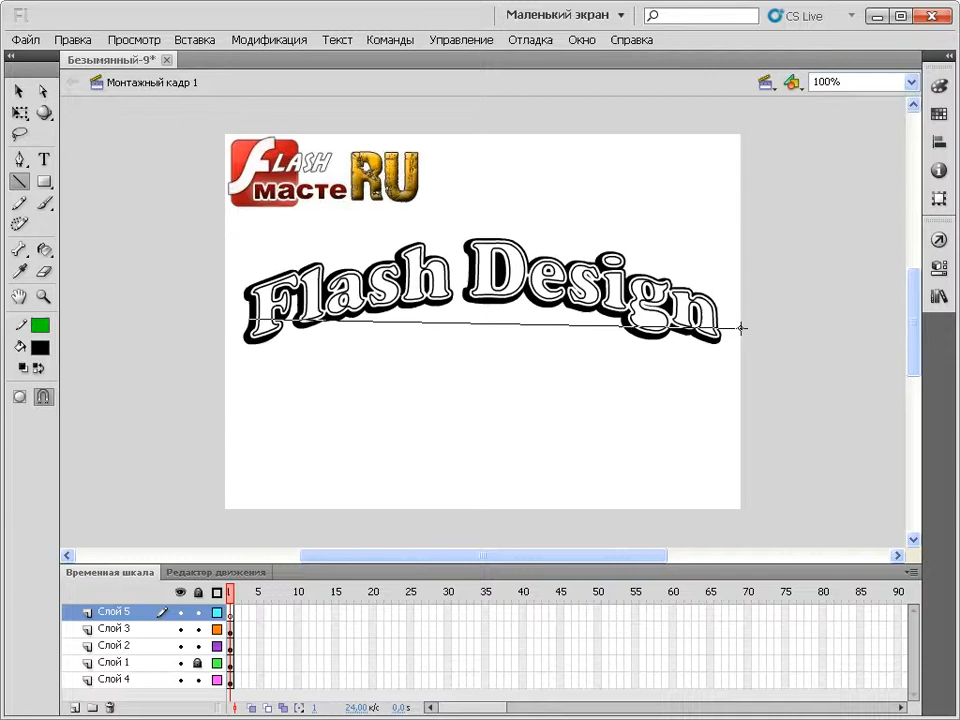 Fl
Маленький экран
CS Live
Файл Правка Просмотр Вставка Модификация Текст Команды Управление Отладка Окно Справка
Безымянный-9*
Монтажный кадр 1
100%
T
FLASH
мастеRU
Flash Design
Временная шкала Редактор движения
1 5 10 15 20 25 30 35 40 45 50 55 60 65 70 75 80 85 90
Слой 5
Слой 3
Слой 2
Слой 1
Слой 4
1 24,00 к/с 0,0 s